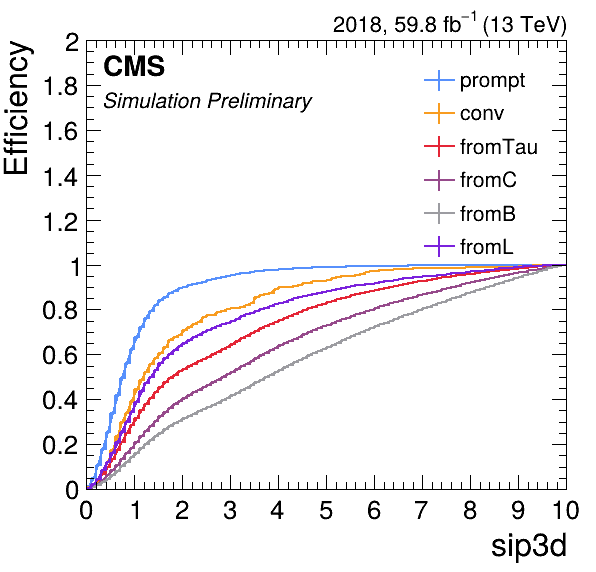 2018, 59.8 fb−1 (13 TeV)
CMS
Simulation Preliminary
Efficiency
2
1.8
1.6
1.4
1.2
1
0.8
0.6
0.4
0.2
0
prompt
conv
fromTau
fromC
fromB
fromL
0 1 2 3 4 5 6 7 8 9 10
sip3d